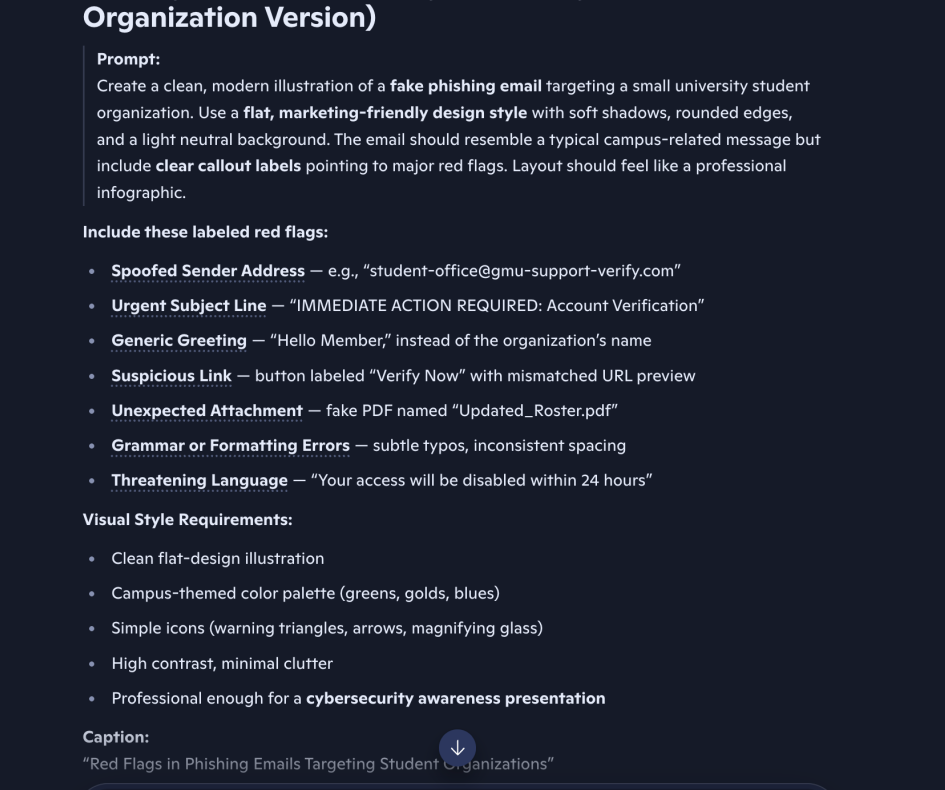 Organization Version)
Prompt:
Create a clean, modern illustration of a fake phishing email targeting a small university student
organization. Use a flat, marketing-friendly design style with soft shadows, rounded edges,
and a light neutral background. The email should resemble a typical campus-related message but
include clear callout labels pointing to major red flags. Layout should feel like a professional
infographic.
Include these labeled red flags:
• Spoofed Sender Address — e.g., “student-office@gmu-support-verify.com”
• Urgent Subject Line — “IMMEDIATE ACTION REQUIRED: Account Verification”
• Generic Greeting — “Hello Member,” instead of the organization’s name
• Suspicious Link — button labeled “Verify Now” with mismatched URL preview
• Unexpected Attachment — fake PDF named “Updated_Roster.pdf”
• Grammar or Formatting Errors — subtle typos, inconsistent spacing
• Threatening Language — “Your access will be disabled within 24 hours”
Visual Style Requirements:
• Clean flat-design illustration
• Campus-themed color palette (greens, golds, blues)
• Simple icons (warning triangles, arrows, magnifying glass)
• High contrast, minimal clutter
• Professional enough for a cybersecurity awareness presentation
Caption:
“Red Flags in Phishing Emails Targeting Student Organizations”